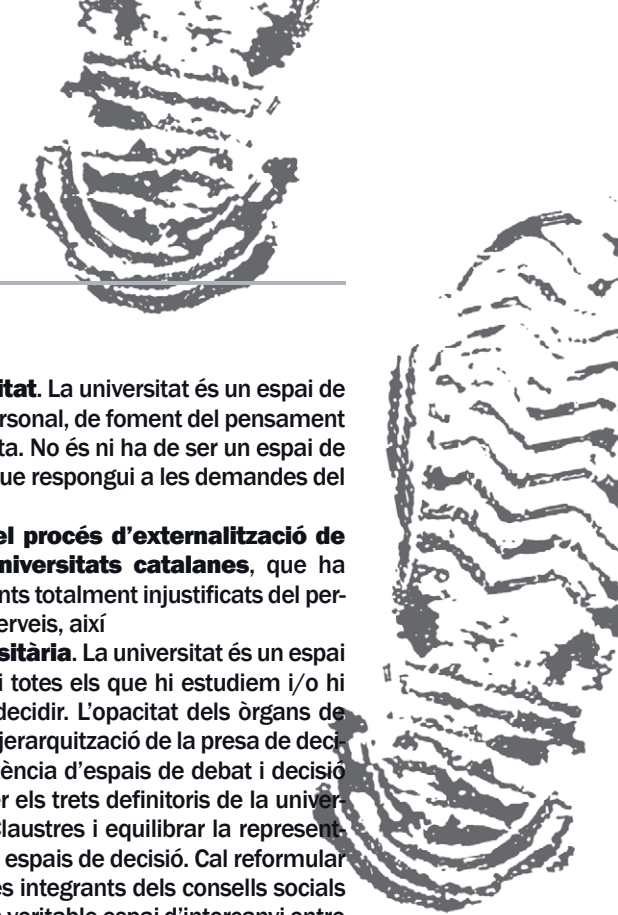 itat. La universitat és un espai de
ersonal, de foment del pensament
ta. No és ni ha de ser un espai de
ue respongui a les demandes del
el procés d'externalització de
niversitats catalanes, que ha
nts totalment injustificats del per-
erveis, així
sitària. La universitat és un espai
i totes els que hi estudiem i/o hi
decidir. L'opacitat dels òrgans de
jerarquització de la presa de deci-
ència d'espais de debat i decisió
r els trets definitoris de la univer-
Claustres i equilibrar la represent-
espais de decisió. Cal reformular
es integrants dels consells socials
veritable espai d'intercanvi entre